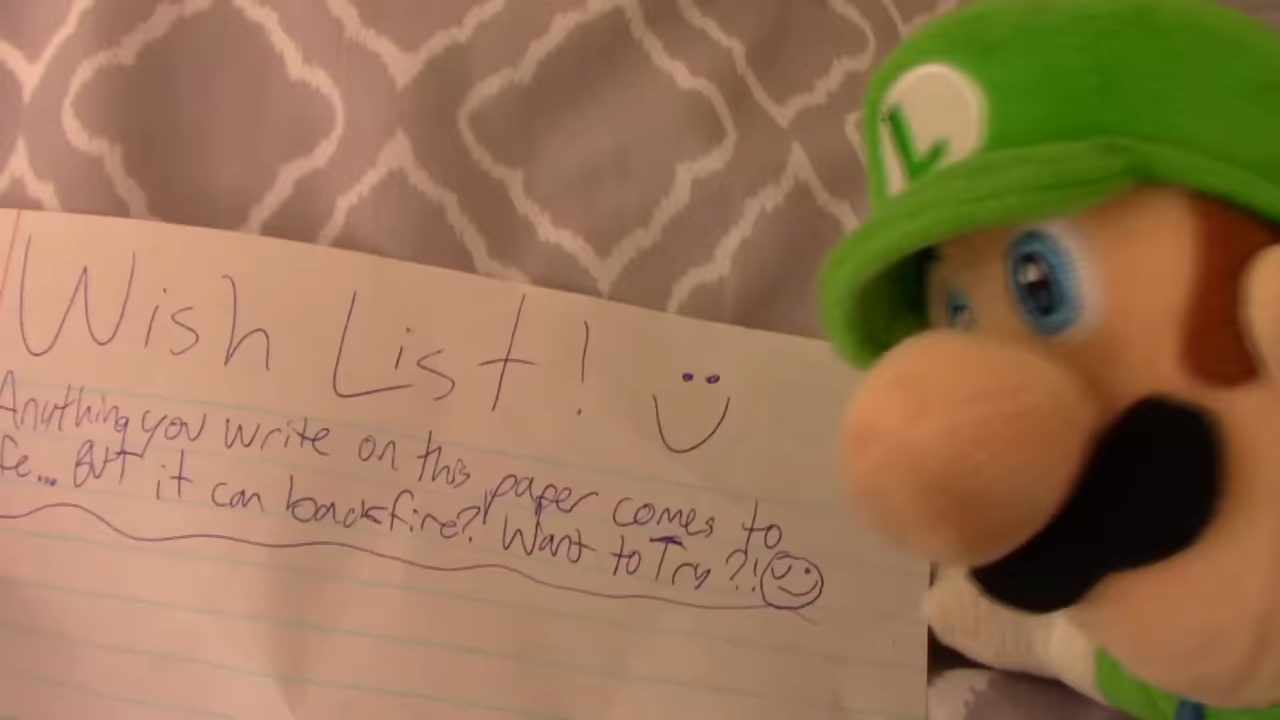 Wish List!
Anything you write on this paper comes to
fe... But it can backfire? Want to Try?!
L